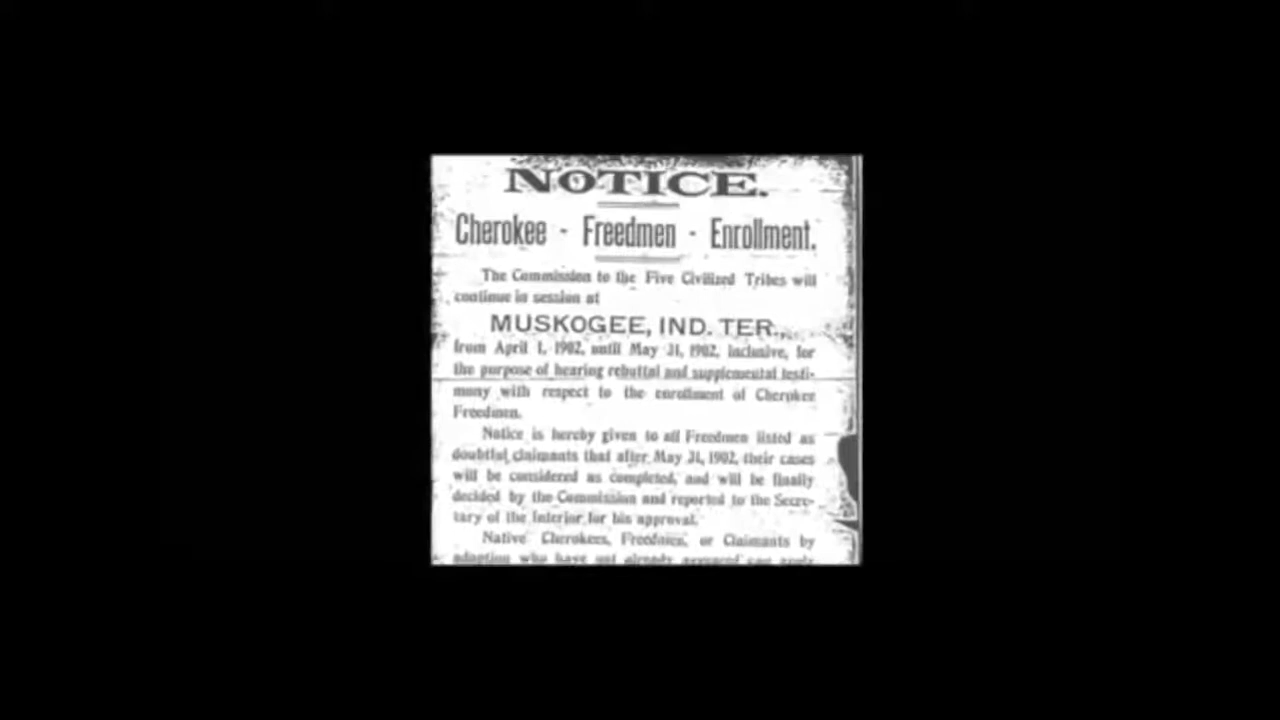 NOTICE.
Cherokee - Freedmen - Enrollment.
The Commission to the Five Civilized Tribes will
continue in session at
MUSKOGEE, IND. TER.,
from April 1, 1902, until May 31, 1902, inclusive, for
the purpose of hearing rebuttal and supplemental testi-
mony with respect to the enrollment of Cherokee
Freedmen.
Notice is hereby given to all Freedmen listed as
doubtful claimants that after May 31, 1902, their cases
will be considered as completed, and will be finally
decided by the Commission and reported to the Secre-
tary of the Interior for his approval.
Native Cherokees, Freedmen, or Claimants by
adoption who have not already appeared can apply